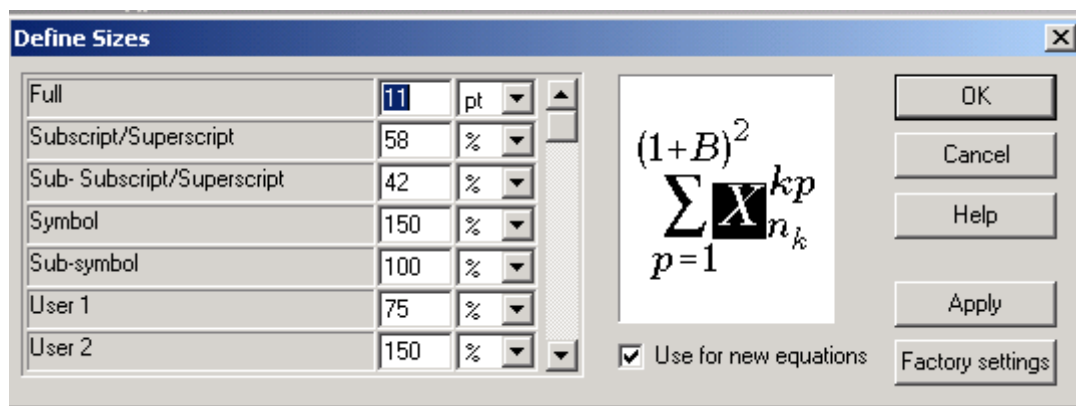 Define Sizes
Full 11 pt
Subscript/Superscript 58 %
Sub- Subscript/Superscript 42 %
Symbol 150 %
Sub-symbol 100 %
User 1 75 %
User 2 150 %
(1+B)²
∑ X kp
n k
p=1
Use for new equations
OK
Cancel
Help
Apply
Factory settings